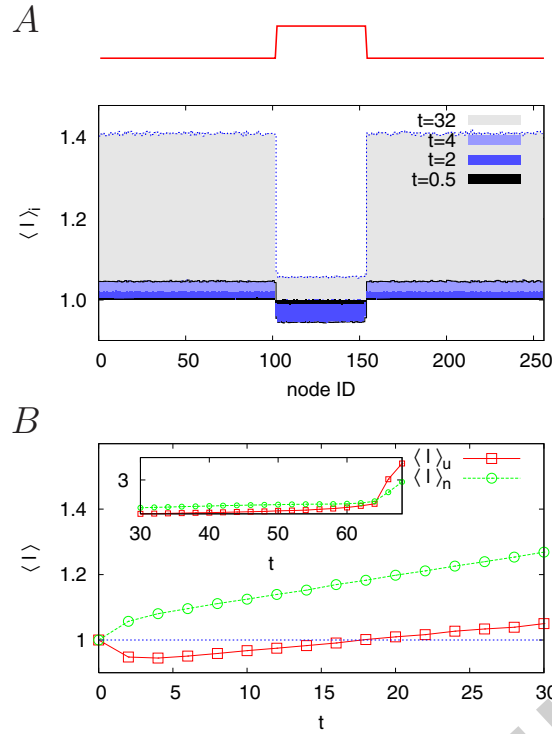 A
t=32
t=4
t=2
t=0.5
1.4
1.2
1.0
⟨ I ⟩i
0 50 100 150 200 250
node ID
B
⟨ I ⟩u
⟨ I ⟩n
3
30 40 50 60
t
1.4
1.2
1
⟨ I ⟩
0 5 10 15 20 25 30
t